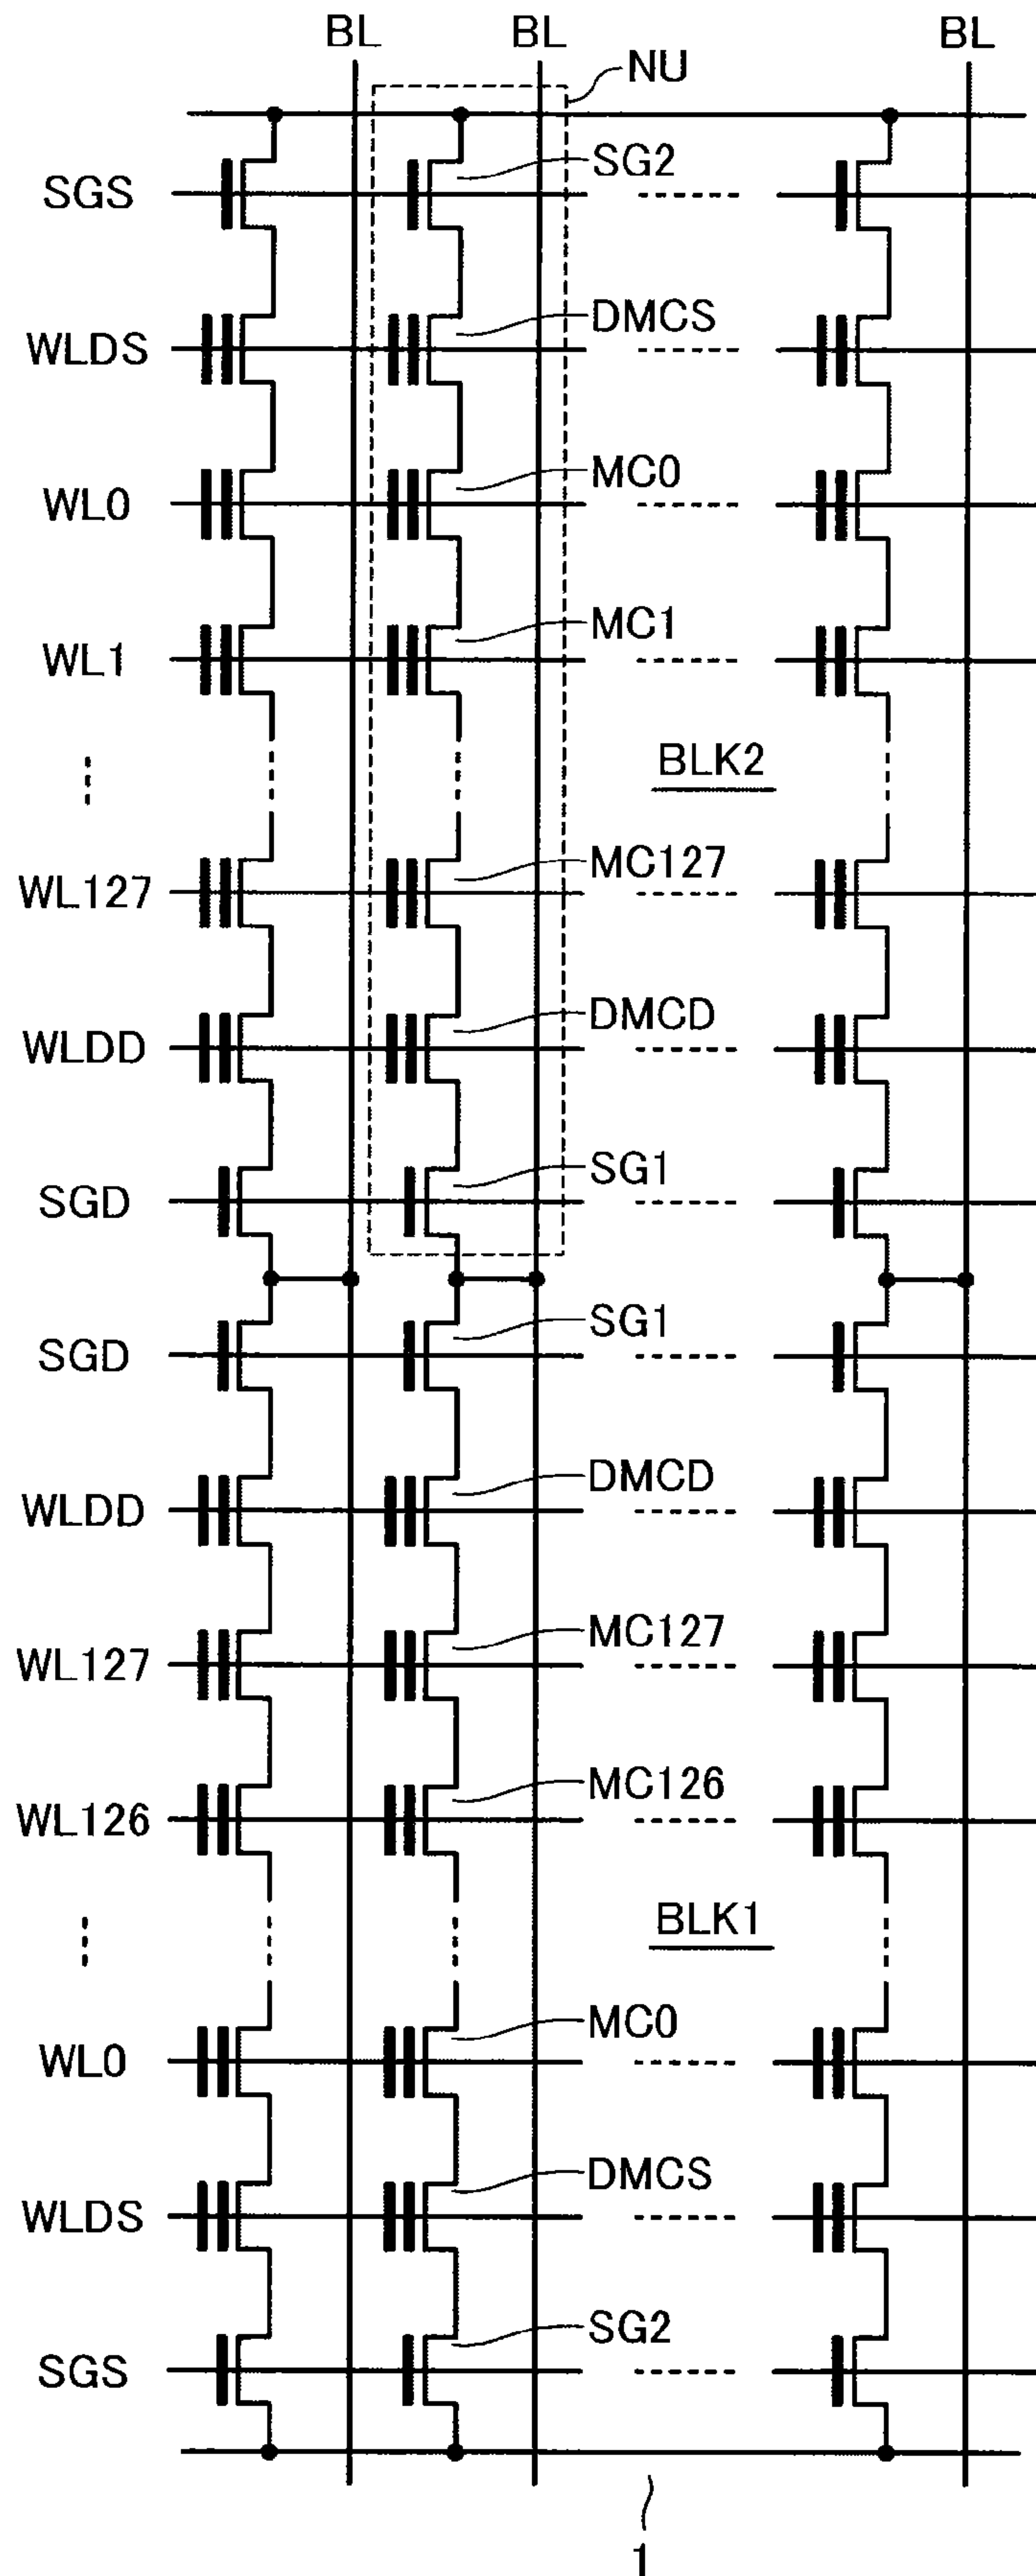 BL BL BL
NU
SGS SG2
WLDS DMCS
WL0 MC0
WL1 MC1
BLK2
WL127 MC127
WLDD DMCD
SGD SG1
SGD SG1
WLDD DMCD
WL127 MC127
WL126 MC126
BLK1
WL0 MC0
WLDS DMCS
SGS SG2
1